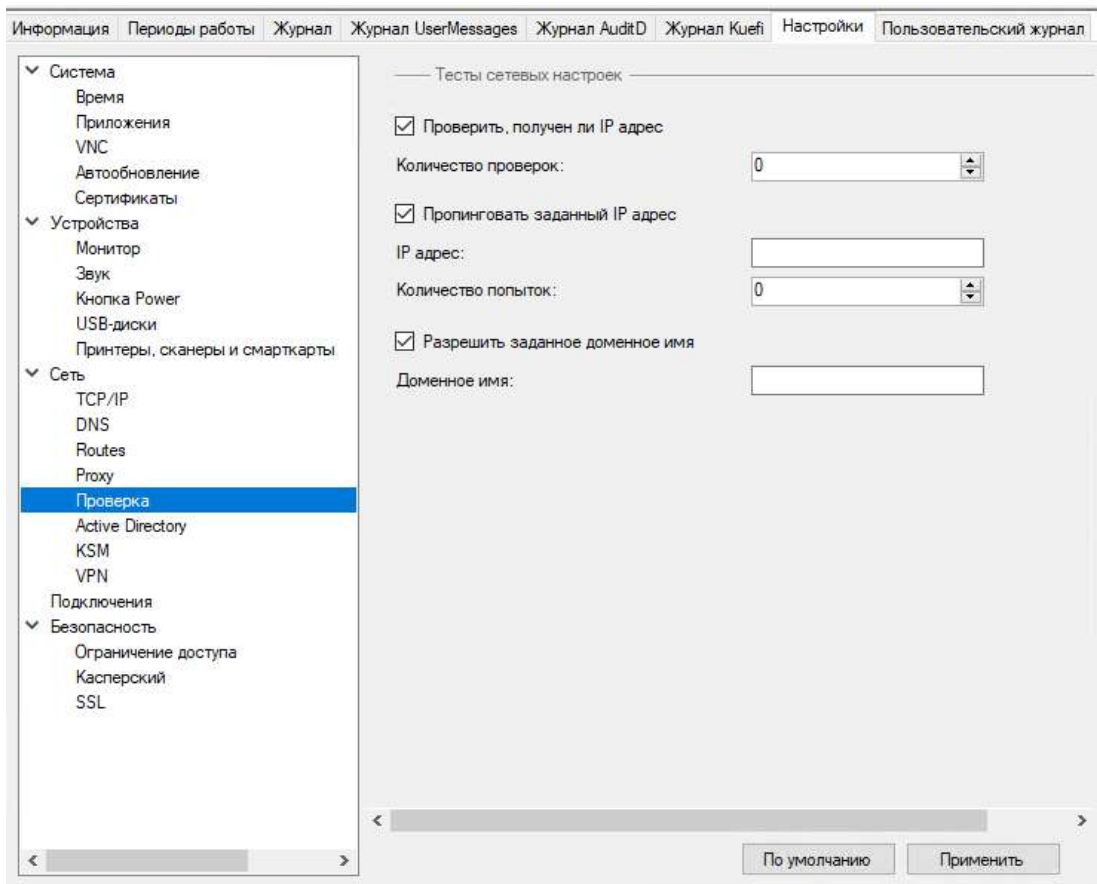 Информация Периоды работы Журнал Журнал UserMessages Журнал AuditD Журнал Kuefi Настройки Пользовательский журнал
Система
Время
Приложения
VNC
Автообновление
Сертификаты
Устройства
Монитор
Звук
Кнопка Power
USB-диски
Принтеры, сканеры и смарткарты
Сеть
TCP/IP
DNS
Routes
Proxy
Проверка
Active Directory
KSM
VPN
Подключения
Безопасность
Ограничение доступа
Касперский
SSL
Тесты сетевых настроек
Проверить, получен ли IP адрес
Количество проверок: 0
Пропинговать заданный IP адрес
IP адрес:
Количество попыток: 0
Разрешить заданное доменное имя
Доменное имя:
По умолчанию Применить